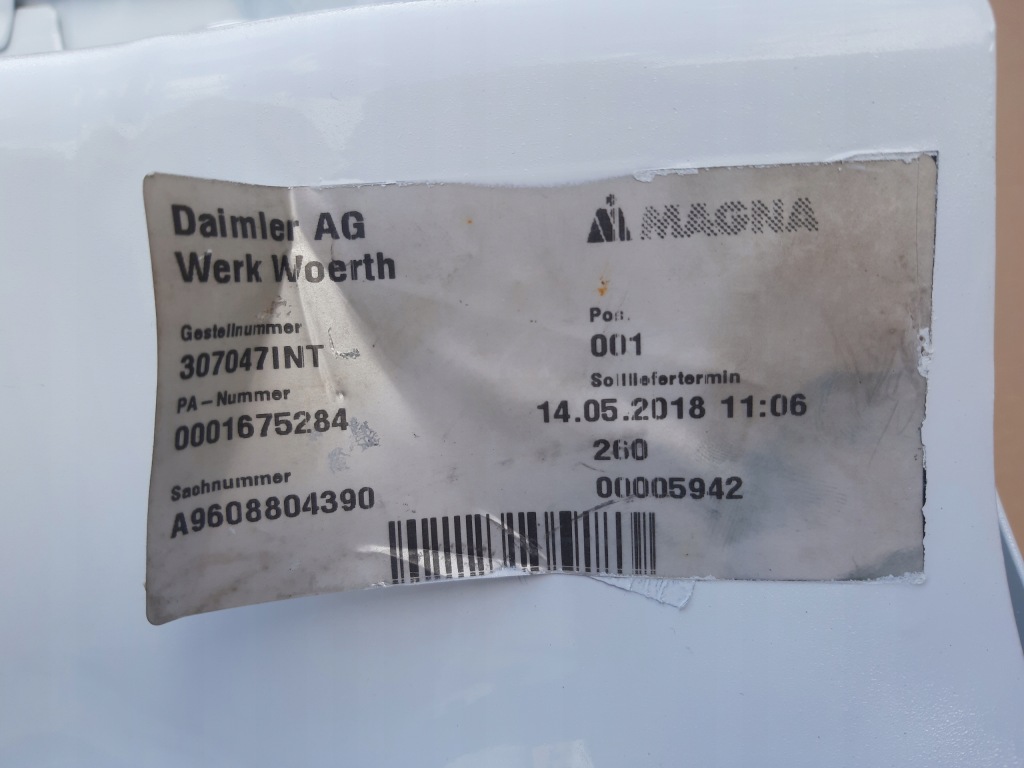 Daimler AG
Werk Woerth
MAGNA
Gestellnummer
307047INT
PA-Nummer
0001675284
Sachnummer
A9608804390
Pos.
001
Sollliefertermin
14.05.2018 11:06
260
00005942